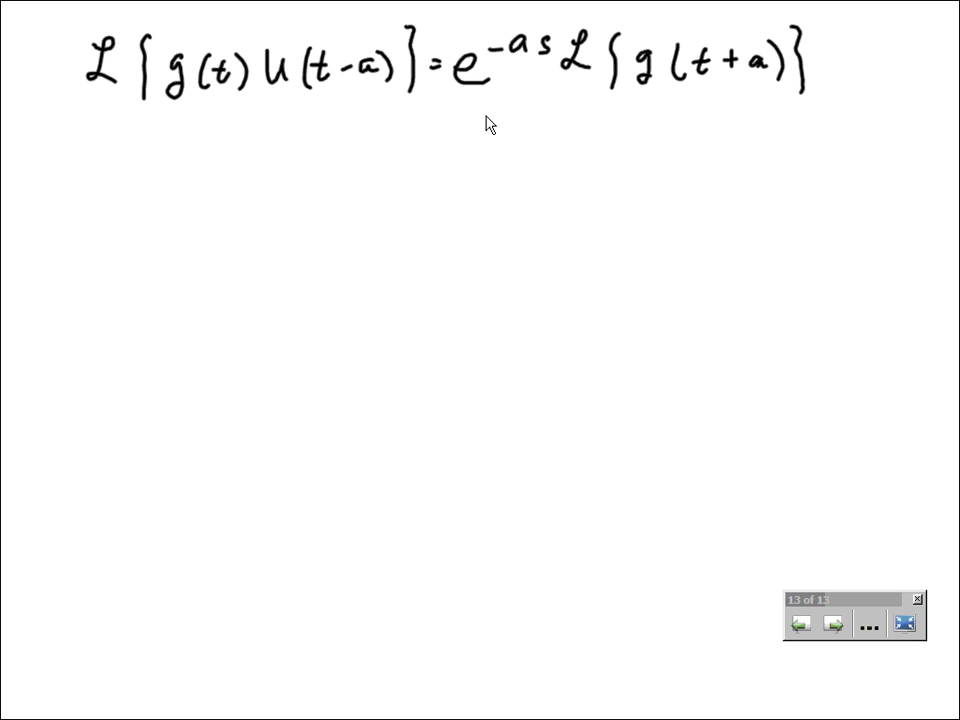 ℒ{g(t)u(t-a)} = e^{-as} ℒ{g(t+a)}
13 of 13
...